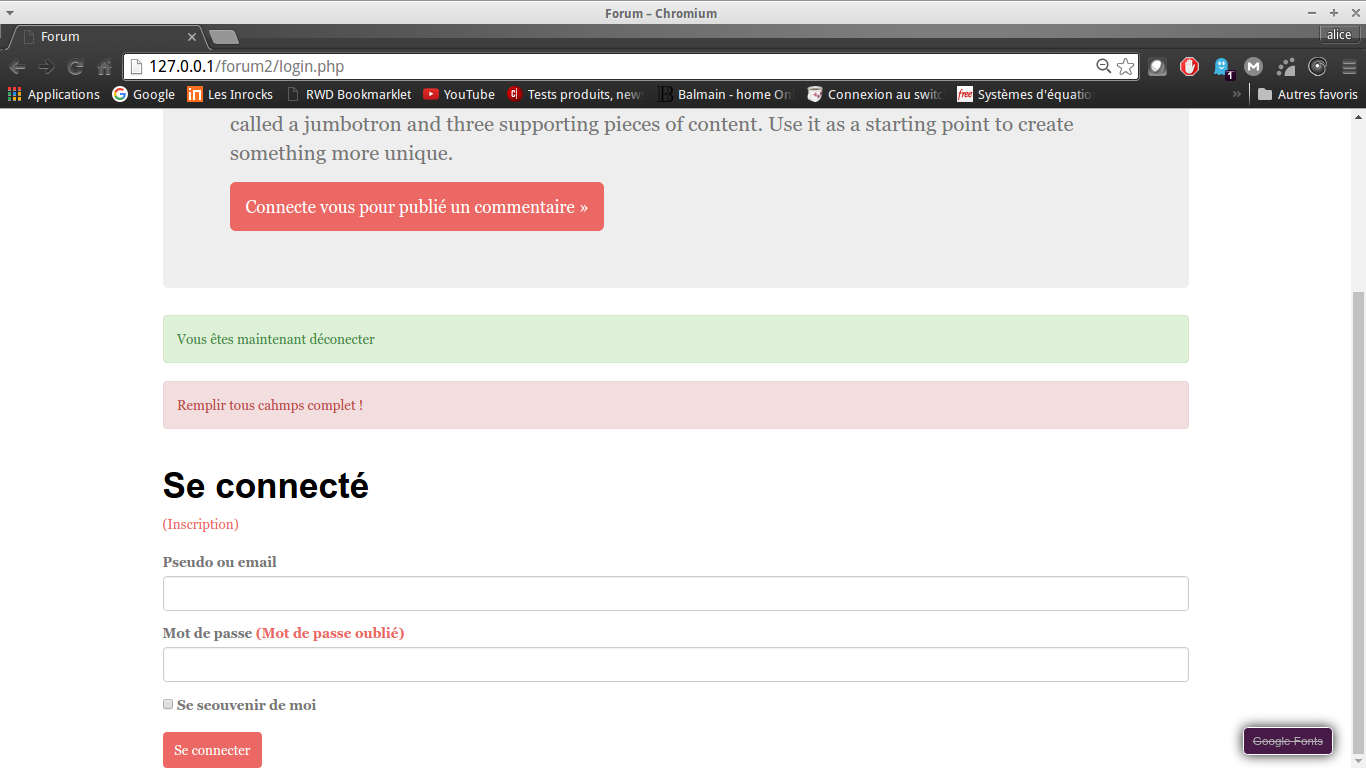 Forum – Chromium
Forum
alice
127.0.0.1/forum2/login.php
1
Applications
Google
Les Inrocks
RWD Bookmarklet
YouTube
Tests produits, new
Balmain - home On
Connexion au switc
free
Systèmes d'équatio
»
Autres favoris
called a jumbotron and three supporting pieces of content. Use it as a starting point to create
something more unique.
Connecte vous pour publié un commentaire »
Vous êtes maintenant déconecter
Remplir tous cahmps complet !
Se connecté
(Inscription)
Pseudo ou email
Mot de passe (Mot de passe oublié)
Se seouvenir de moi
Se connecter
Google Fonts